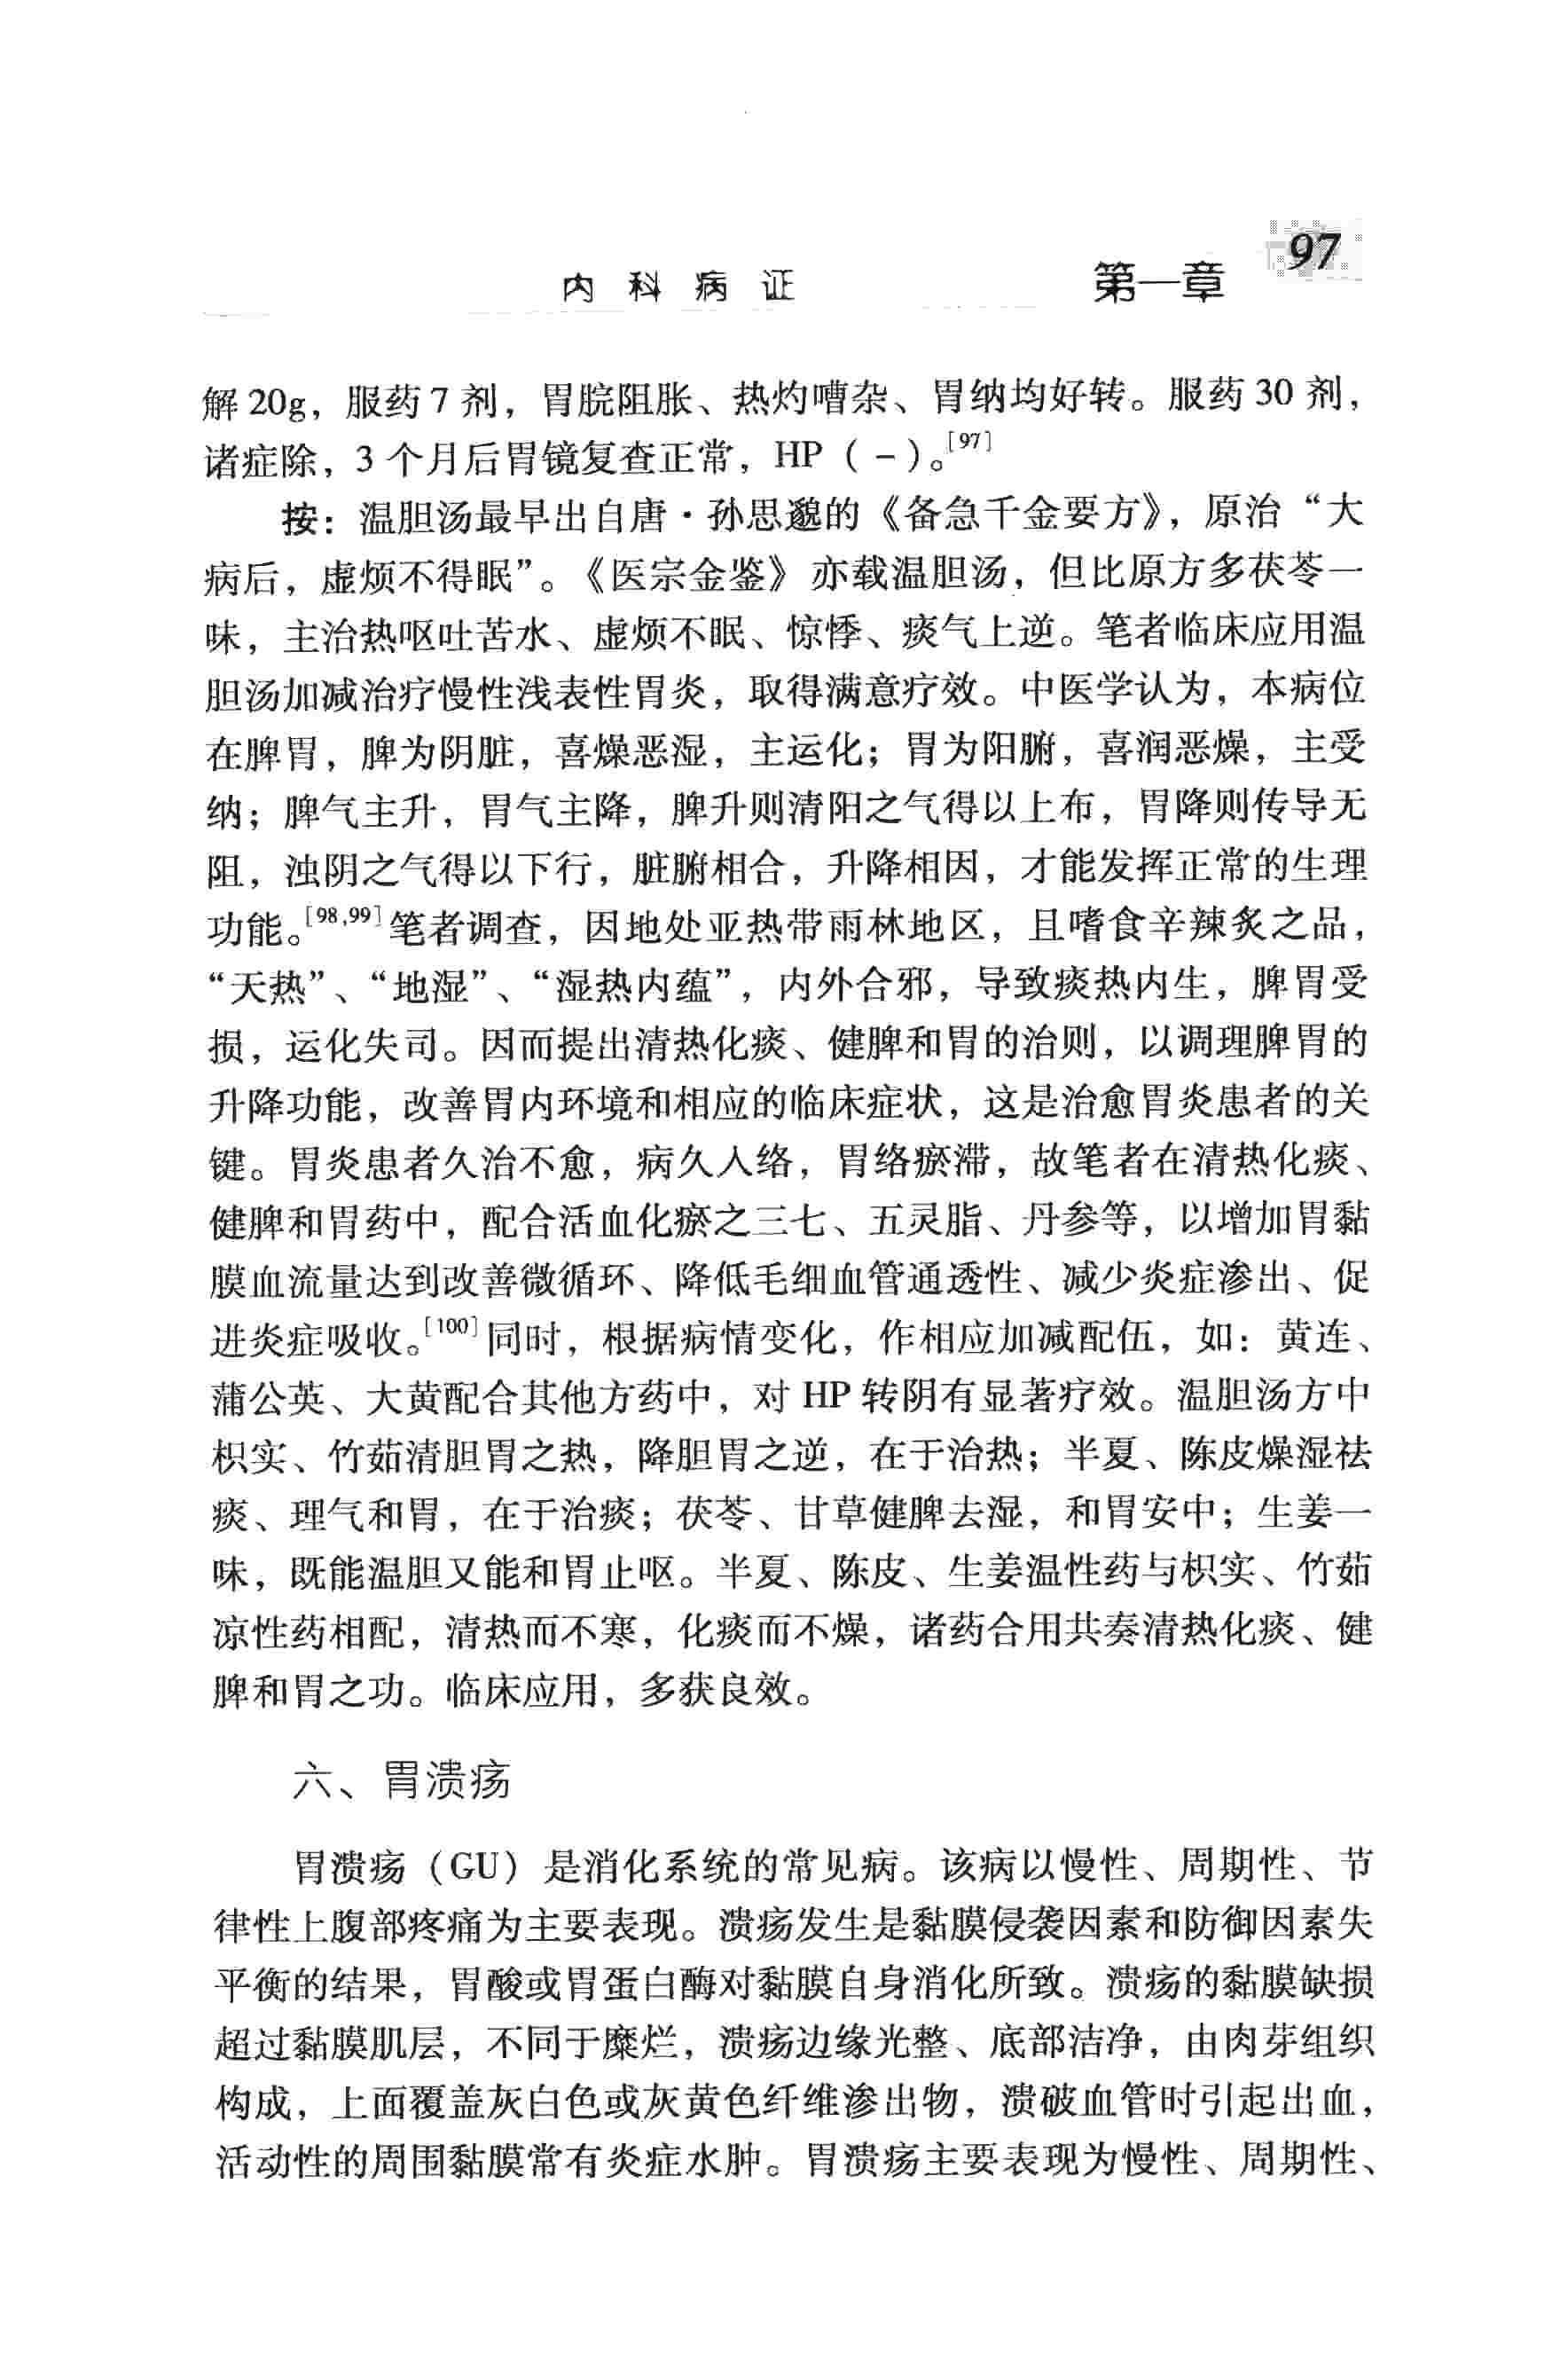 内科病证 第一章 97
解20g，服药7剂，胃脘阻胀、热灼嘈杂、胃纳均好转。服药30剂，
诸症除，3个月后胃镜复查正常，HP（－）。[97]
按：温胆汤最早出自唐·孙思邈的《备急千金要方》，原治“大
病后，虚烦不得眠”。《医宗金鉴》亦载温胆汤，但比原方多茯苓一
味，主治热呕吐苦水、虚烦不眠、惊悸、痰气上逆。笔者临床应用温
胆汤加减治疗慢性浅表性胃炎，取得满意疗效。中医学认为，本病位
在脾胃，脾为阴脏，喜燥恶湿，主运化；胃为阳腑，喜润恶燥，主受
纳；脾气主升，胃气主降，脾升则清阳之气得以上布，胃降则传导无
阻，浊阴之气得以下行，脏腑相合，升降相因，才能发挥正常的生理
功能。[98,99]笔者调查，因地处亚热带雨林地区，且嗜食辛辣炙之品，
“天热”、“地湿”、“湿热内蕴”，内外合邪，导致痰热内生，脾胃受
损，运化失司。因而提出清热化痰、健脾和胃的治则，以调理脾胃的
升降功能，改善胃内环境和相应的临床症状，这是治愈胃炎患者的关
键。胃炎患者久治不愈，病久入络，胃络瘀滞，故笔者在清热化痰、
健脾和胃药中，配合活血化瘀之三七、五灵脂、丹参等，以增加胃黏
膜血流量达到改善微循环、降低毛细血管通透性、减少炎症渗出、促
进炎症吸收。[100]同时，根据病情变化，作相应加减配伍，如：黄连、
蒲公英、大黄配合其他方药中，对HP转阴有显著疗效。温胆汤方中
枳实、竹茹清胆胃之热，降胆胃之逆，在于治热；半夏、陈皮燥湿祛
痰、理气和胃，在于治痰；茯苓、甘草健脾去湿，和胃安中；生姜一
味，既能温胆又能和胃止呕。半夏、陈皮、生姜温性药与枳实、竹茹
凉性药相配，清热而不寒，化痰而不燥，诸药合用共奏清热化痰、健
脾和胃之功。临床应用，多获良效。
六、胃溃疡
胃溃疡（GU）是消化系统的常见病。该病以慢性、周期性、节
律性上腹部疼痛为主要表现。溃疡发生是黏膜侵袭因素和防御因素失
平衡的结果，胃酸或胃蛋白酶对黏膜自身消化所致。溃疡的黏膜缺损
超过黏膜肌层，不同于糜烂，溃疡边缘光整、底部洁净，由肉芽组织
构成，上面覆盖灰白色或灰黄色纤维渗出物，溃破血管时引起出血，
活动性的周围黏膜常有炎症水肿。胃溃疡主要表现为慢性、周期性、